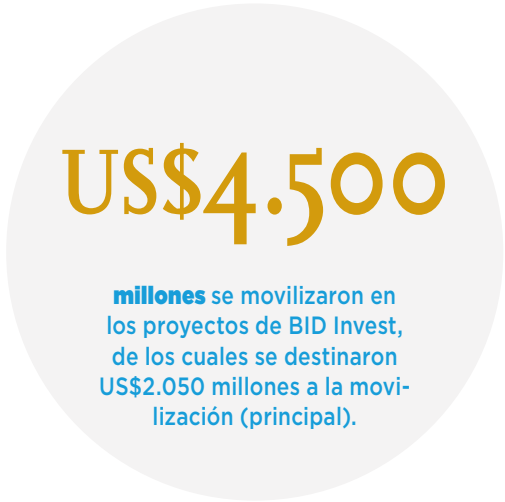 US$4.500
millones se movilizaron en
los proyectos de BID Invest,
de los cuales se destinaron
US$2.050 millones a la movi-
lización (principal).